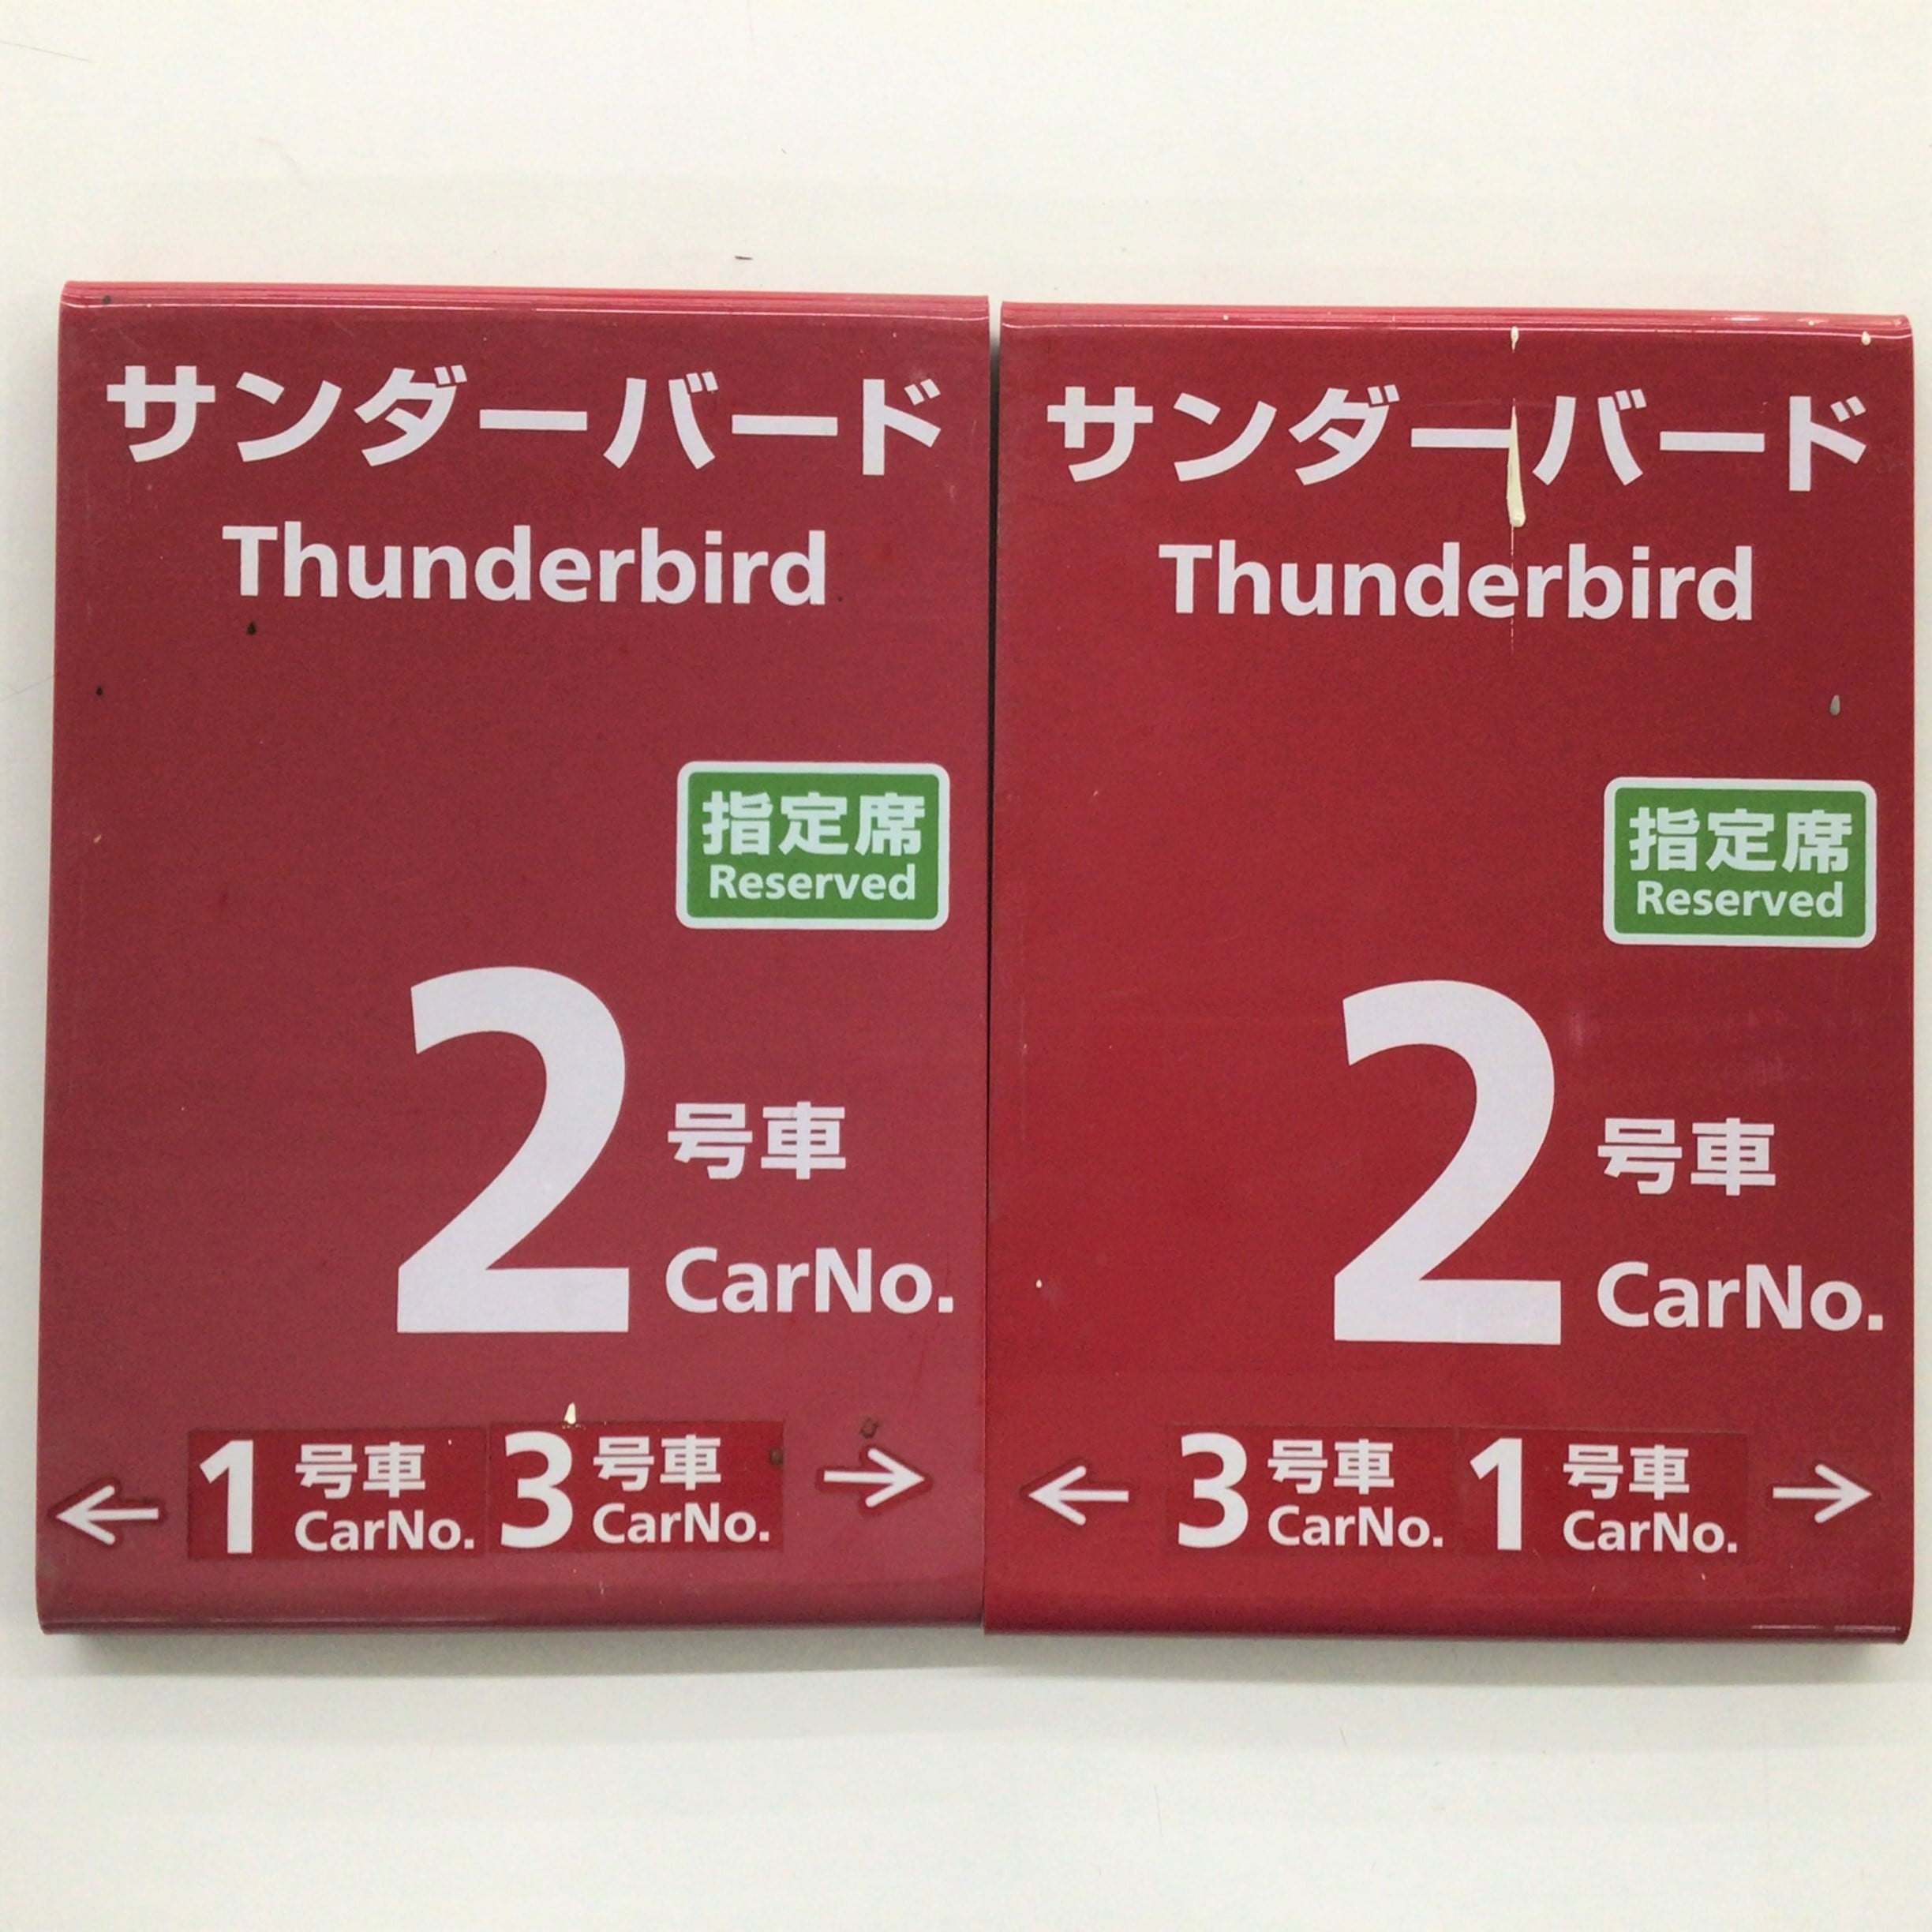 サンダーバード
Thunderbird
指定席
Reserved
2 号車
CarNo.
← 1 号車 CarNo. 3 号車 CarNo. →
サンダーバード
Thunderbird
指定席
Reserved
2 号車
CarNo.
← 3 号車 CarNo. 1 号車 CarNo. →